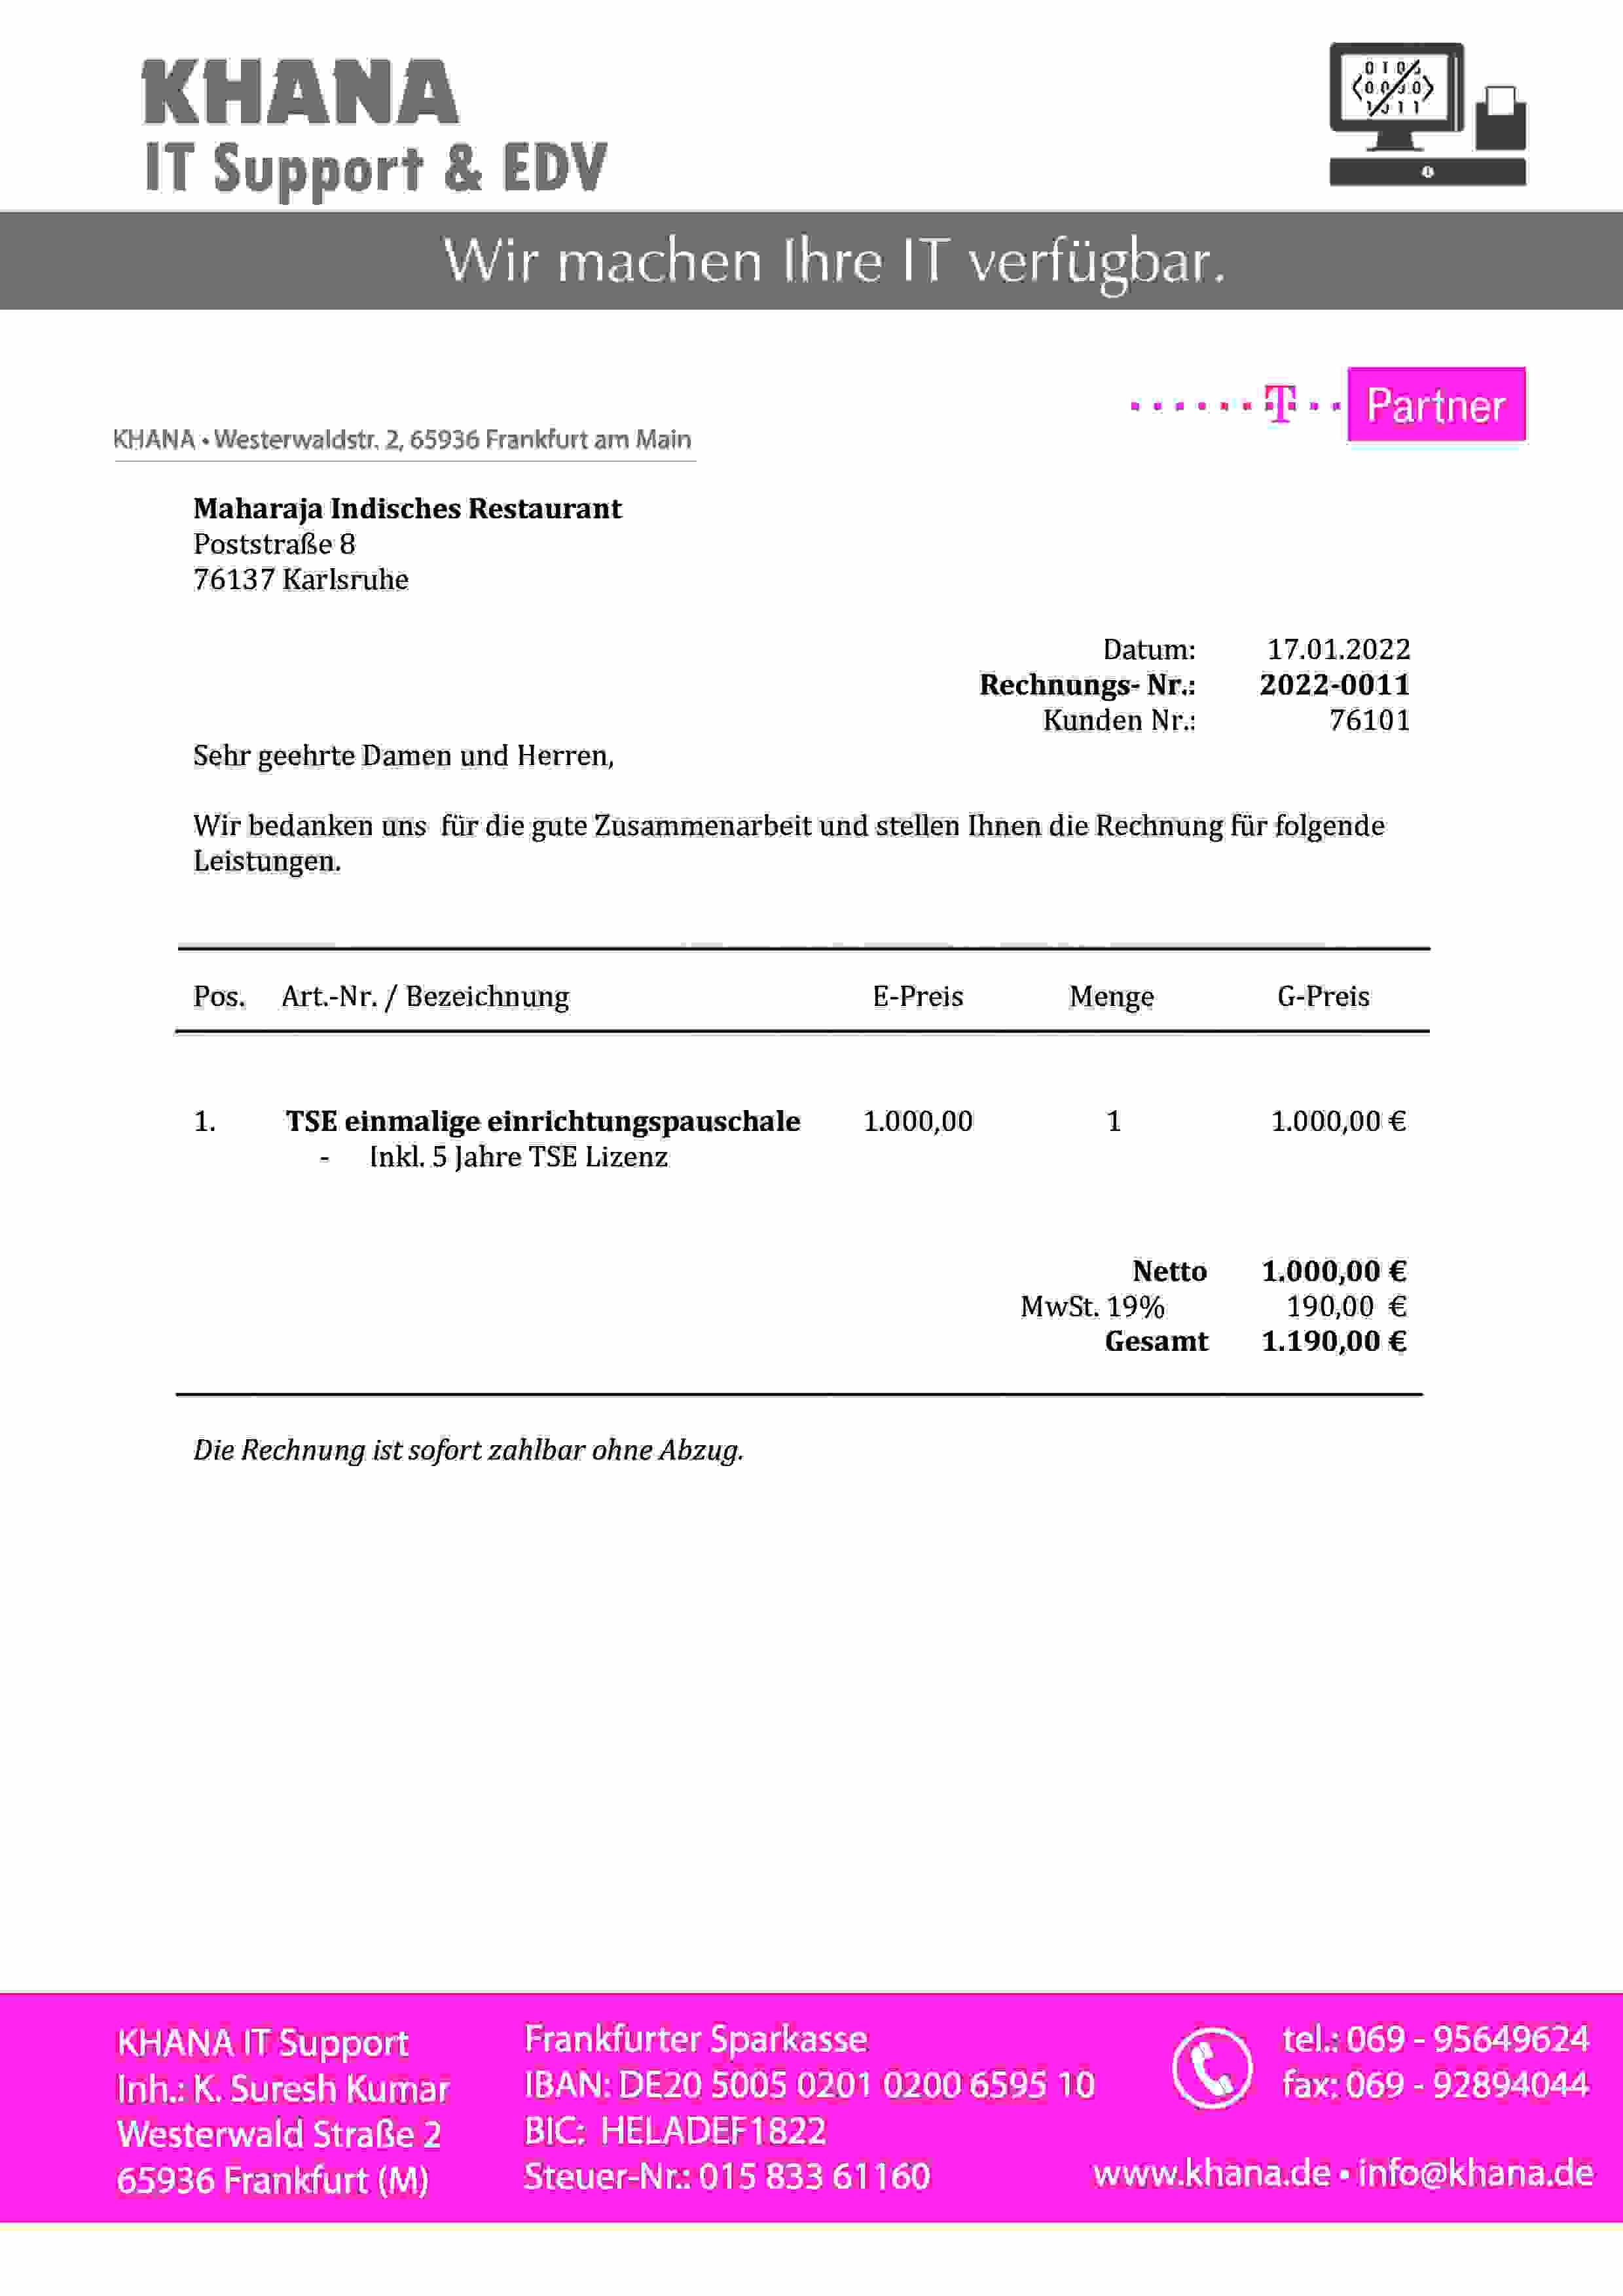 KHANA
IT Support & EDV
Wir machen Ihre IT verfügbar.
T Partner
KHANA • Westerwaldstr. 2, 65936 Frankfurt am Main
Maharaja Indisches Restaurant
Poststraße 8
76137 Karlsruhe
Datum: 17.01.2022
Rechnungs- Nr.: 2022-0011
Kunden Nr.: 76101
Sehr geehrte Damen und Herren,
Wir bedanken uns für die gute Zusammenarbeit und stellen Ihnen die Rechnung für folgende
Leistungen.
Pos. Art.-Nr. / Bezeichnung E-Preis Menge G-Preis
1. TSE einmalige einrichtungspauschale 1.000,00 1 1.000,00 €
- Inkl. 5 Jahre TSE Lizenz
Netto 1.000,00 €
MwSt. 19% 190,00 €
Gesamt 1.190,00 €
Die Rechnung ist sofort zahlbar ohne Abzug.
KHANA IT Support
Inh.: K. Suresh Kumar
Westerwald Straße 2
65936 Frankfurt (M)
Frankfurter Sparkasse
IBAN: DE20 5005 0201 0200 6595 10
BIC: HELADEF1822
Steuer-Nr.: 015 833 61160
tel.: 069 - 95649624
fax: 069 - 92894044
www.khana.de • info@khana.de